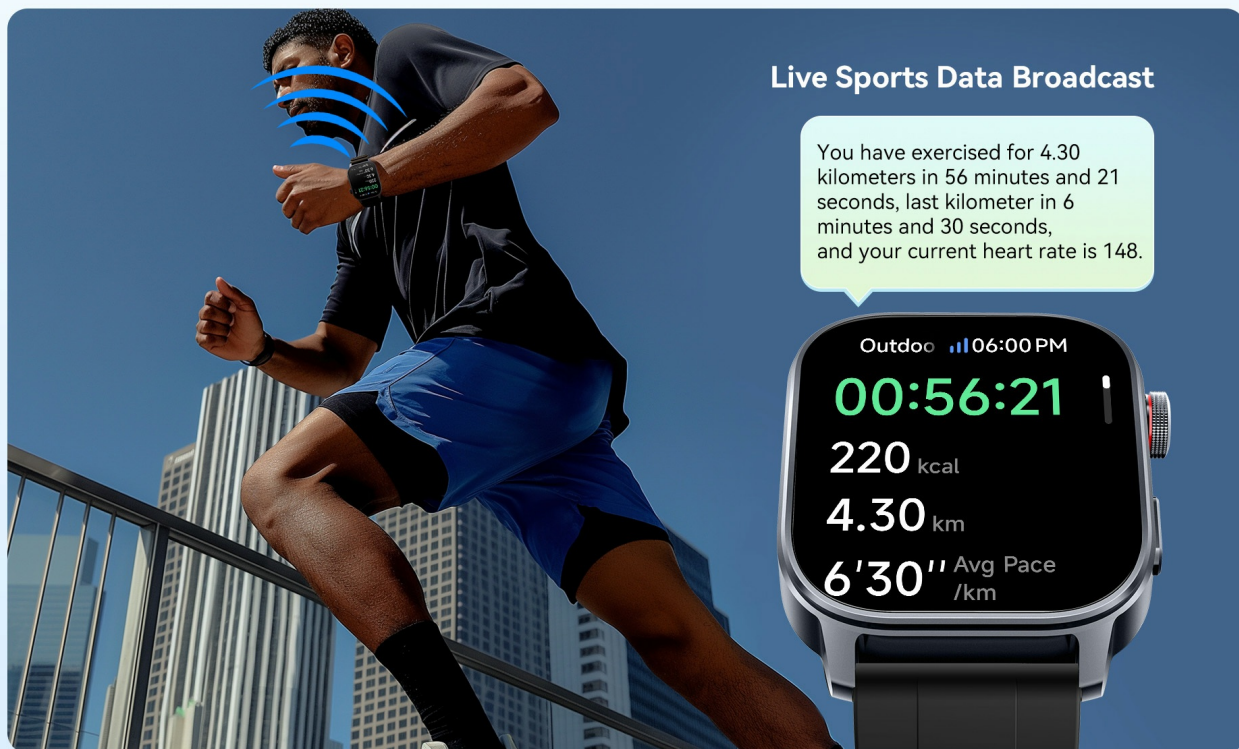 Live Sports Data Broadcast
You have exercised for 4.30
kilometers in 56 minutes and 21
seconds, last kilometer in 6
minutes and 30 seconds,
and your current heart rate is 148.
Outdoo 06:00 PM
00:56:21
220 kcal
4.30 km
6'30'' Avg Pace
/km